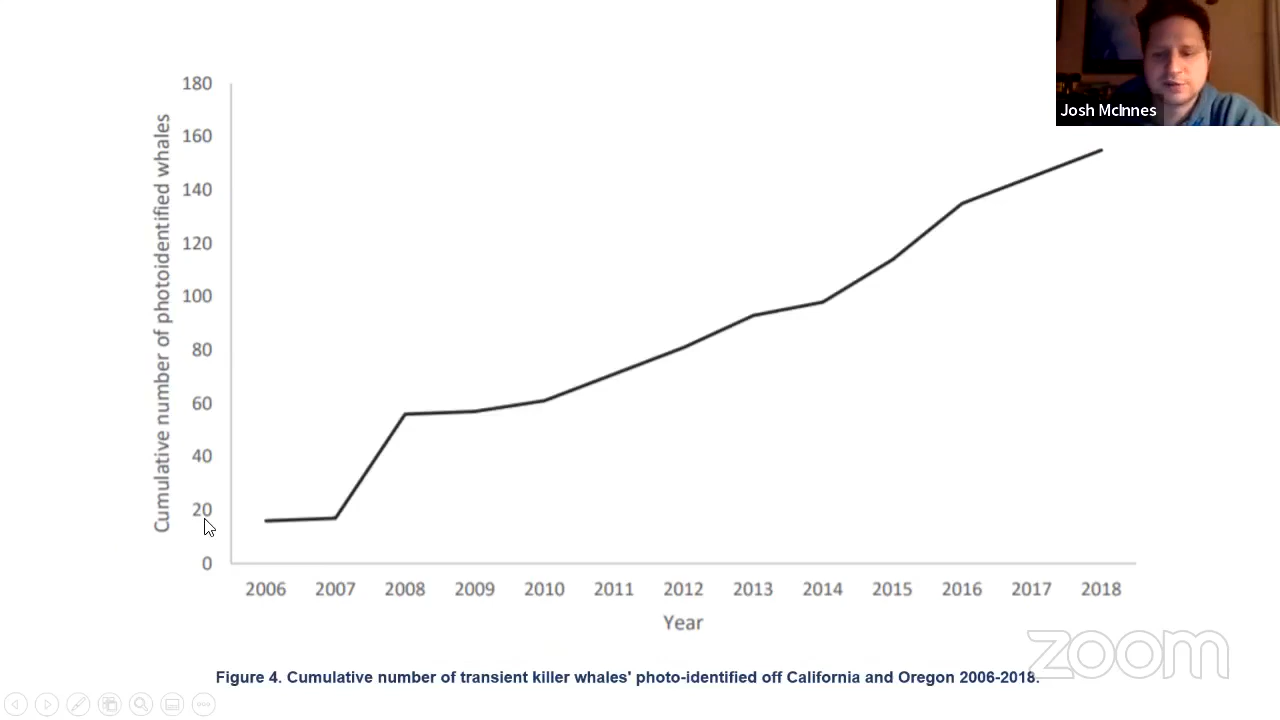 Josh McInnes
Cumulative number of photoidentified whales
180
160
140
120
100
80
60
40
20
0
2006 2007 2008 2009 2010 2011 2012 2013 2014 2015 2016 2017 2018
Year
zoom
Figure 4. Cumulative number of transient killer whales' photo-identified off California and Oregon 2006-2018.